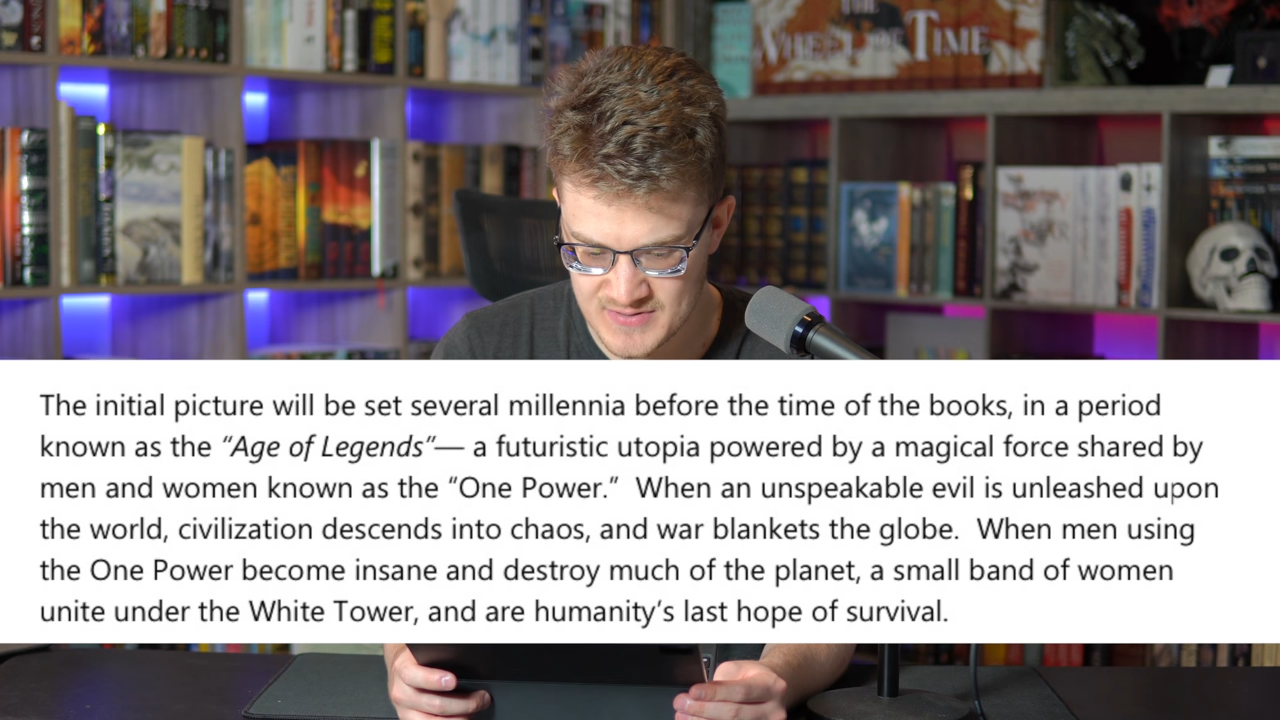 THE
WHEEL OF TIME
The initial picture will be set several millennia before the time of the books, in a period
known as the “Age of Legends”— a futuristic utopia powered by a magical force shared by
men and women known as the “One Power.”  When an unspeakable evil is unleashed upon
the world, civilization descends into chaos, and war blankets the globe.  When men using
the One Power become insane and destroy much of the planet, a small band of women
unite under the White Tower, and are humanity’s last hope of survival.